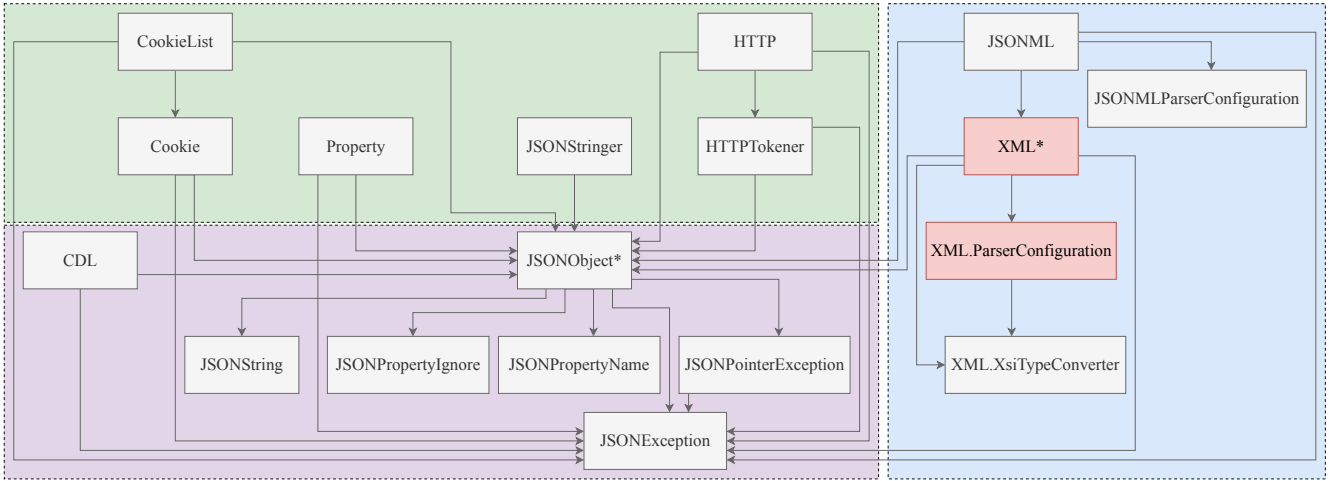 CookieList
HTTP
JSONML
JSONMLParserConfiguration
Cookie
Property
JSONStringer
HTTPTokener
XML*
CDL
JSONObject*
XML.ParserConfiguration
JSONString
JSONPropertyIgnore
JSONPropertyName
JSONPointerException
XML.XsiTypeConverter
JSONException